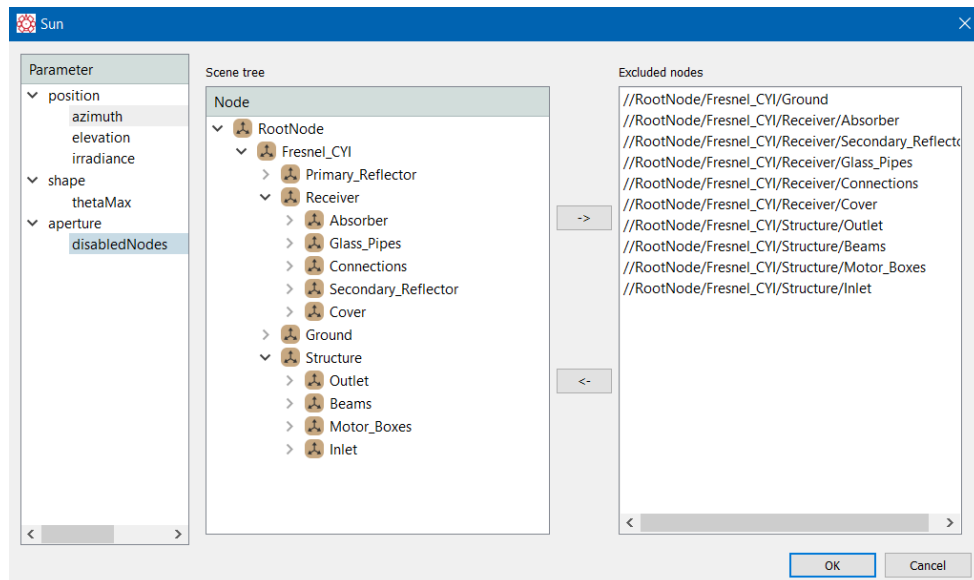 Sun
Parameter
position
azimuth
elevation
irradiance
shape
thetaMax
aperture
disabledNodes
Scene tree
Node
RootNode
Fresnel_CYI
Primary_Reflector
Receiver
Absorber
Glass_Pipes
Connections
Secondary_Reflector
Cover
Ground
Structure
Outlet
Beams
Motor_Boxes
Inlet
->
<-
Excluded nodes
//RootNode/Fresnel_CYI/Ground
//RootNode/Fresnel_CYI/Receiver/Absorber
//RootNode/Fresnel_CYI/Receiver/Secondary_Reflecto
//RootNode/Fresnel_CYI/Receiver/Glass_Pipes
//RootNode/Fresnel_CYI/Receiver/Connections
//RootNode/Fresnel_CYI/Receiver/Cover
//RootNode/Fresnel_CYI/Structure/Outlet
//RootNode/Fresnel_CYI/Structure/Beams
//RootNode/Fresnel_CYI/Structure/Motor_Boxes
//RootNode/Fresnel_CYI/Structure/Inlet
OK
Cancel